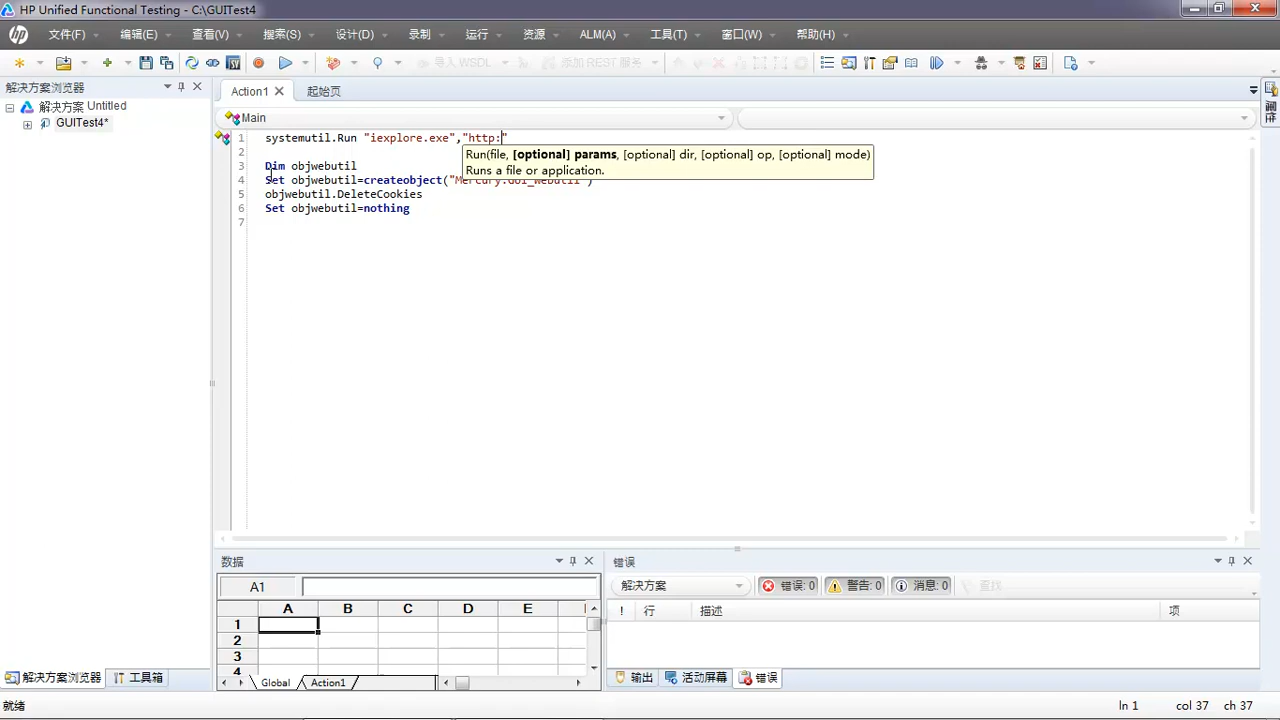 HP Unified Functional Testing - C:\GUITest4
文件(F) 编辑(E) 查看(V) 搜索(S) 设计(D) 录制 运行 资源 ALM(A) 工具(T) 窗口(W) 帮助(H)
导入 WSDL 添加 REST 服务
解决方案浏览器
Action1 起始页
解决方案 Untitled
GUITest4*
Main
1 systemutil.Run "iexplore.exe","http:"
Run(file, [optional] params, [optional] dir, [optional] op, [optional] mode)
Runs a file or application.
2
3 Dim objwebutil
4 Set objwebutil=createobject("Mercury.GUI_WebUtil")
5 objwebutil.DeleteCookies
6 Set objwebutil=nothing
7
属性
数据
A1
A B C D E
1
2
3
4
Global Action1
错误
解决方案 错误: 0 警告: 0 消息: 0 查找
! 行 描述 项
解决方案浏览器 工具箱
输出 活动屏幕 错误
就绪
ln 1 col 37 ch 37